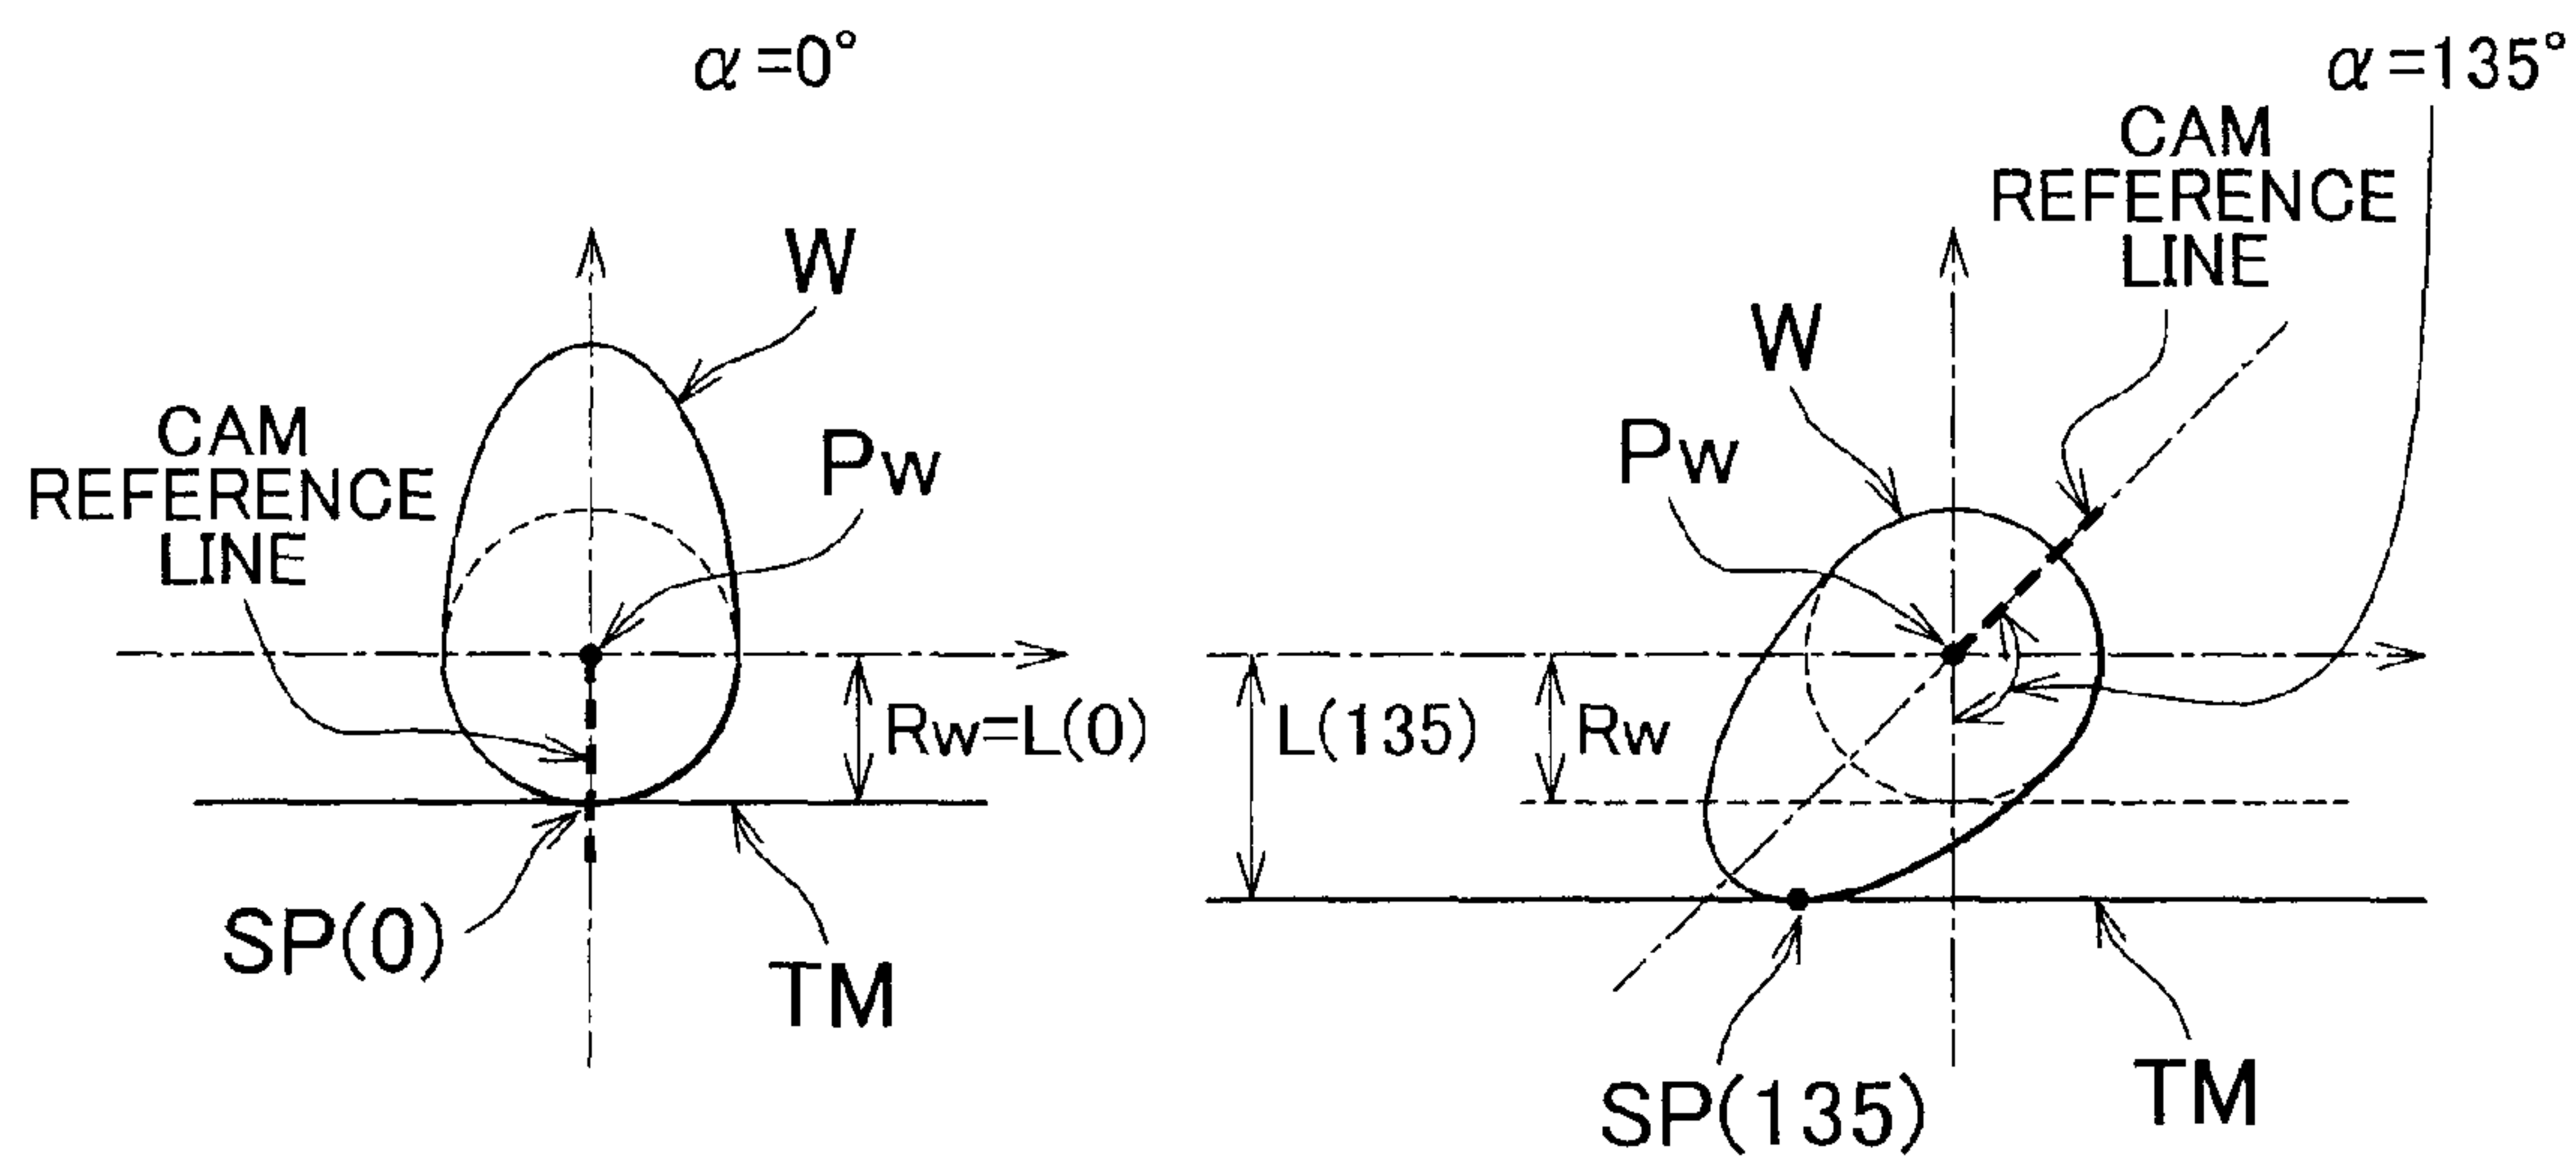 α=0°
W
CAM
REFERENCE
LINE
Pw
Rw=L(0)
SP(0)
TM
α=135°
CAM
REFERENCE
LINE
W
Pw
L(135)
Rw
SP(135)
TM